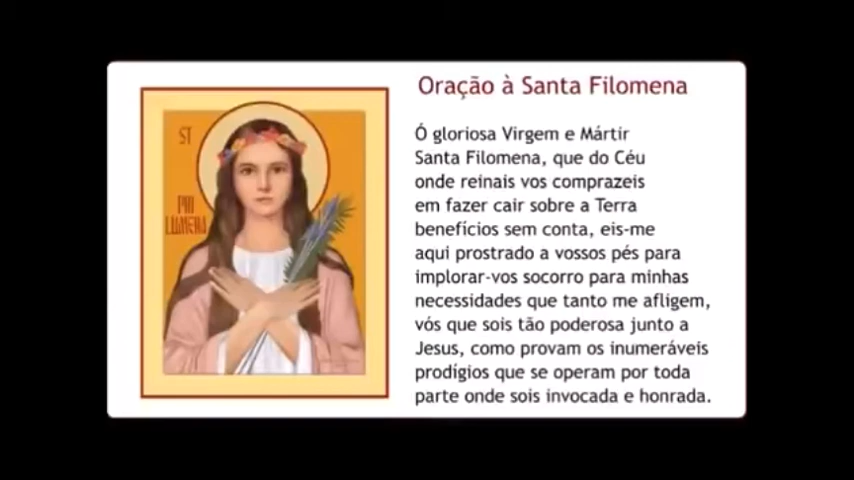 Oração à Santa Filomena
Ó gloriosa Virgem e Mártir
Santa Filomena, que do Céu
onde reinais vos comprazeis
em fazer cair sobre a Terra
benefícios sem conta, eis-me
aqui prostrado a vossos pés para
implorar-vos socorro para minhas
necessidades que tanto me afligem,
vós que sois tão poderosa junto a
Jesus, como provam os inumeráveis
prodígios que se operam por toda
parte onde sois invocada e honrada.
ST
PHI
LUMENA